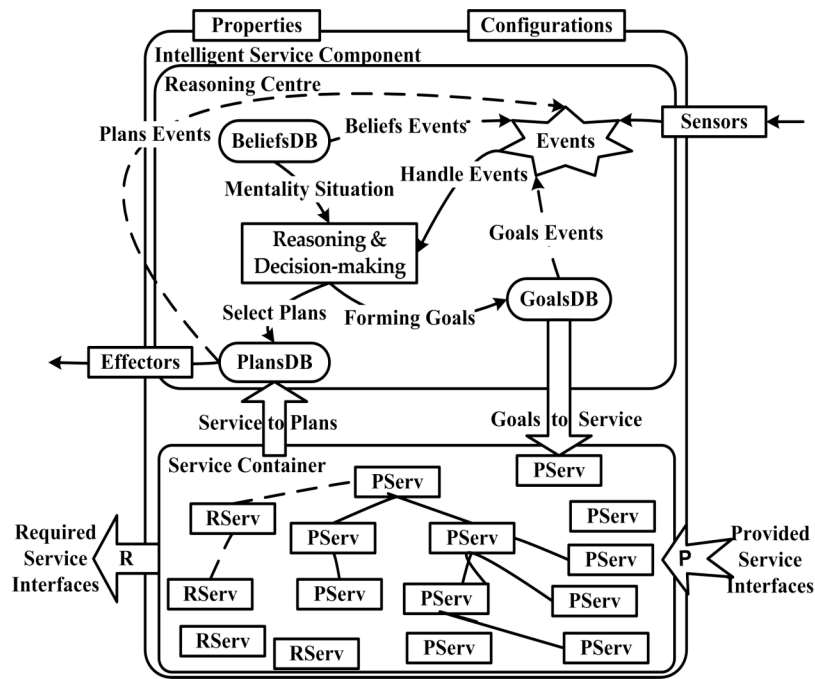 Properties
Configurations
Intelligent Service Component
Reasoning Centre
Plans Events
BeliefsDB
Beliefs Events
Events
Sensors
Mentality Situation
Handle Events
Reasoning &
Decision-making
Goals Events
GoalsDB
Select Plans
Forming Goals
Effectors
PlansDB
Service to Plans
Goals to Service
Service Container
PServ
PServ
RServ
PServ
PServ
PServ
Required
Service
Interfaces
R
PServ
P
Provided
Service
Interfaces
RServ
PServ
PServ
PServ
RServ
RServ
PServ
PServ